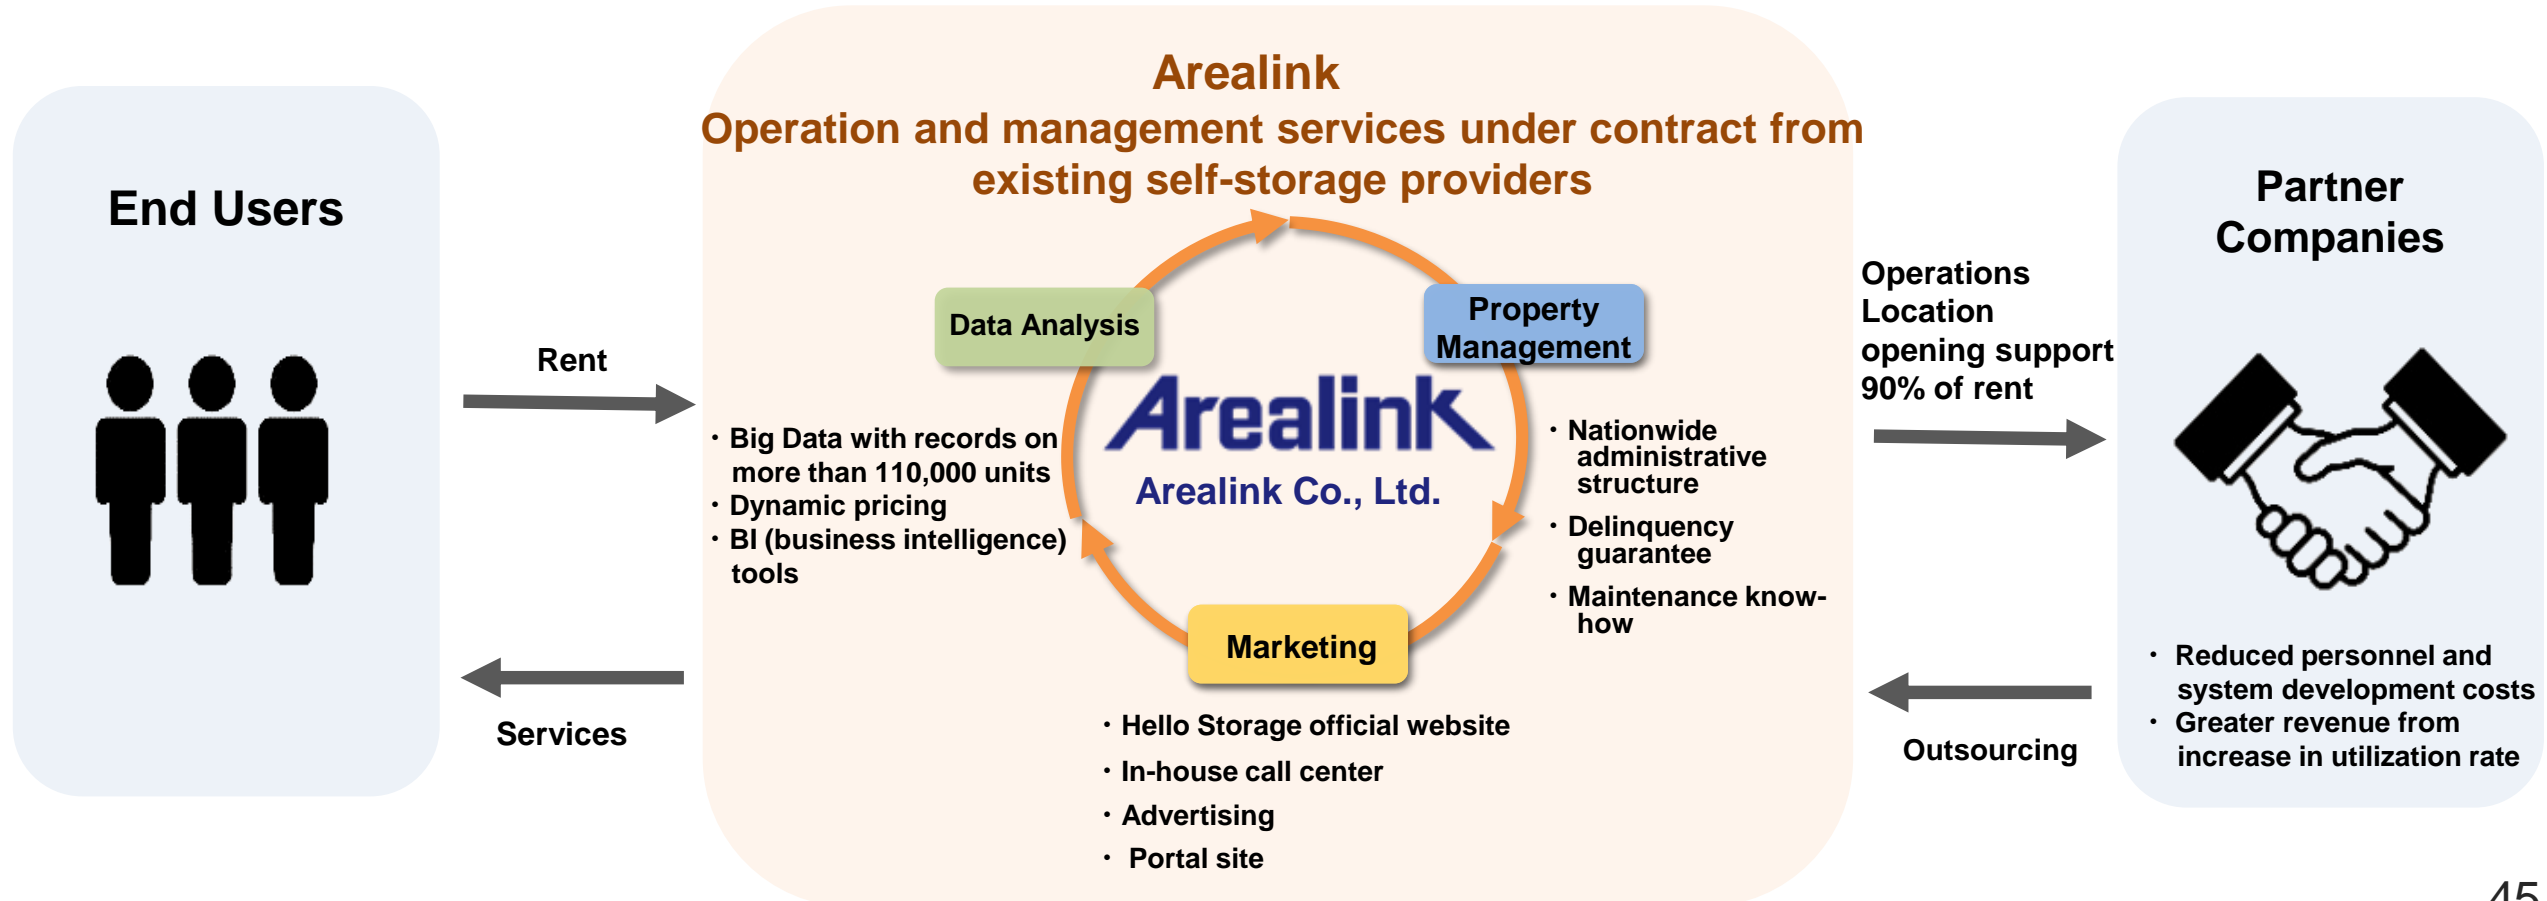 Arealink
Operation and management services under contract from
existing self-storage providers
End Users
Rent
Services
Data Analysis
・Big Data with records on
more than 110,000 units
・Dynamic pricing
・BI (business intelligence)
tools
Property
Management
・Nationwide
administrative
structure
・Delinquency
guarantee
・Maintenance know-
how
Arealink
Arealink Co., Ltd.
Marketing
・Hello Storage official website
・In-house call center
・Advertising
・ Portal site
Operations
Location
opening support
90% of rent
Outsourcing
Partner
Companies
・ Reduced personnel and
system development costs
・ Greater revenue from
increase in utilization rate
45